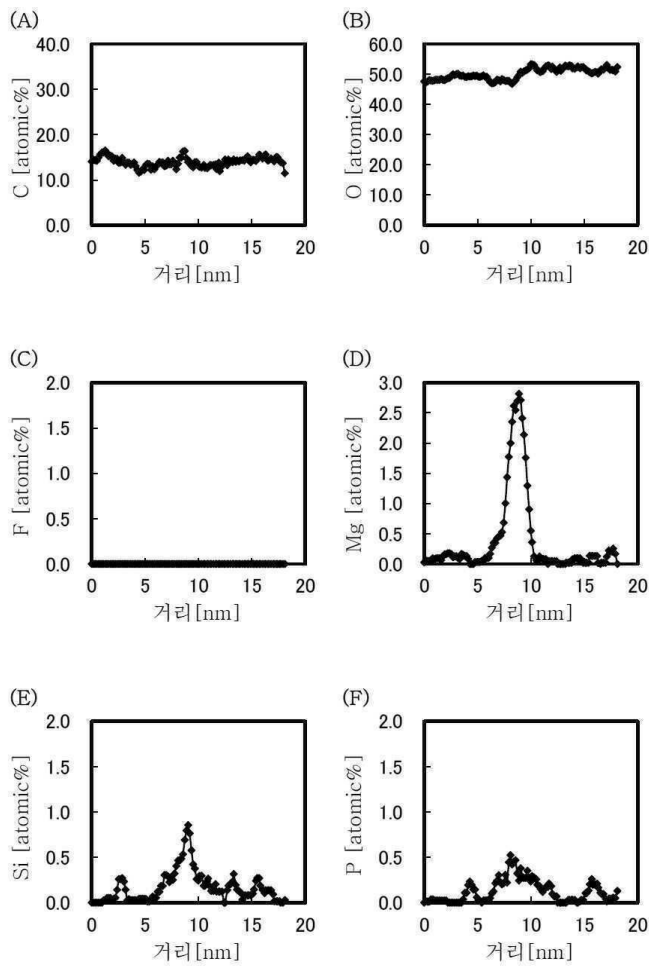 (A)
C [atomic%]
40.0
30.0
20.0
10.0
0.0
0 5 10 15 20
거리[nm]
(B)
O [atomic%]
60.0
50.0
40.0
30.0
20.0
10.0
0.0
0 5 10 15 20
거리[nm]
(C)
F [atomic%]
2.0
1.5
1.0
0.5
0.0
0 5 10 15 20
거리[nm]
(D)
Mg [atomic%]
3.0
2.5
2.0
1.5
1.0
0.5
0.0
0 5 10 15 20
거리[nm]
(E)
Si [atomic%]
2.0
1.5
1.0
0.5
0.0
0 5 10 15 20
거리[nm]
(F)
P [atomic%]
2.0
1.5
1.0
0.5
0.0
0 5 10 15 20
거리[nm]